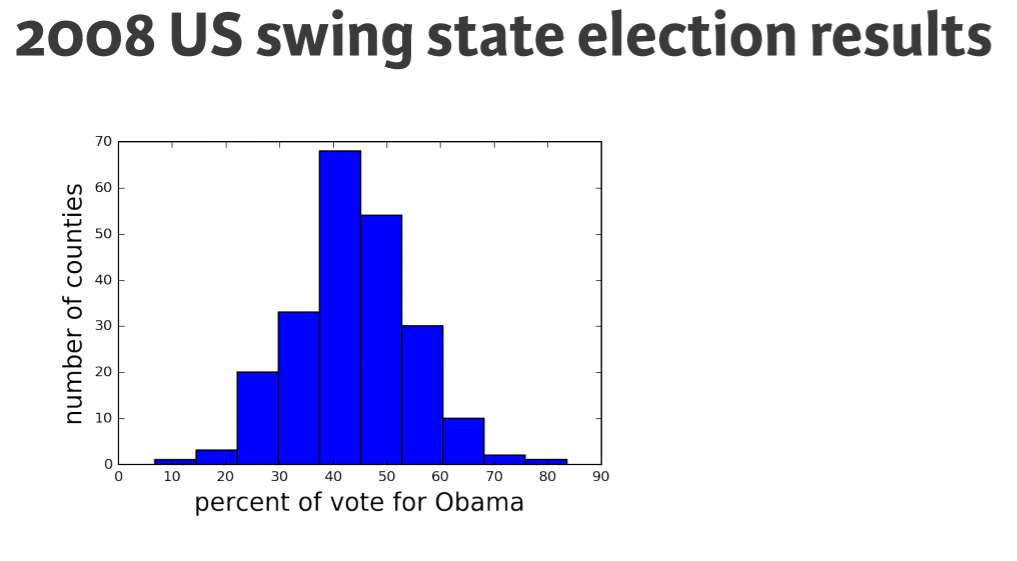 2008 US swing state election results
70
60
50
40
30
20
10
0
number of counties
0 10 20 30 40 50 60 70 80 90
percent of vote for Obama